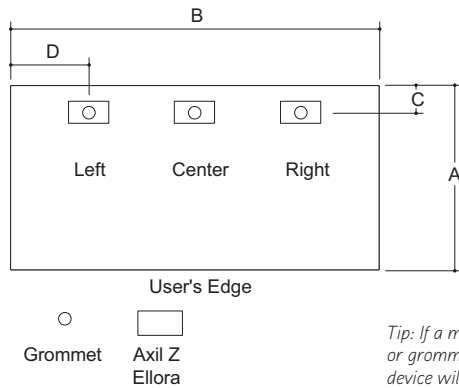 B
D
C
Left Center Right
A
User's Edge
Grommet Axil Z
Ellora
Tip: If a m
or gromm
device wil